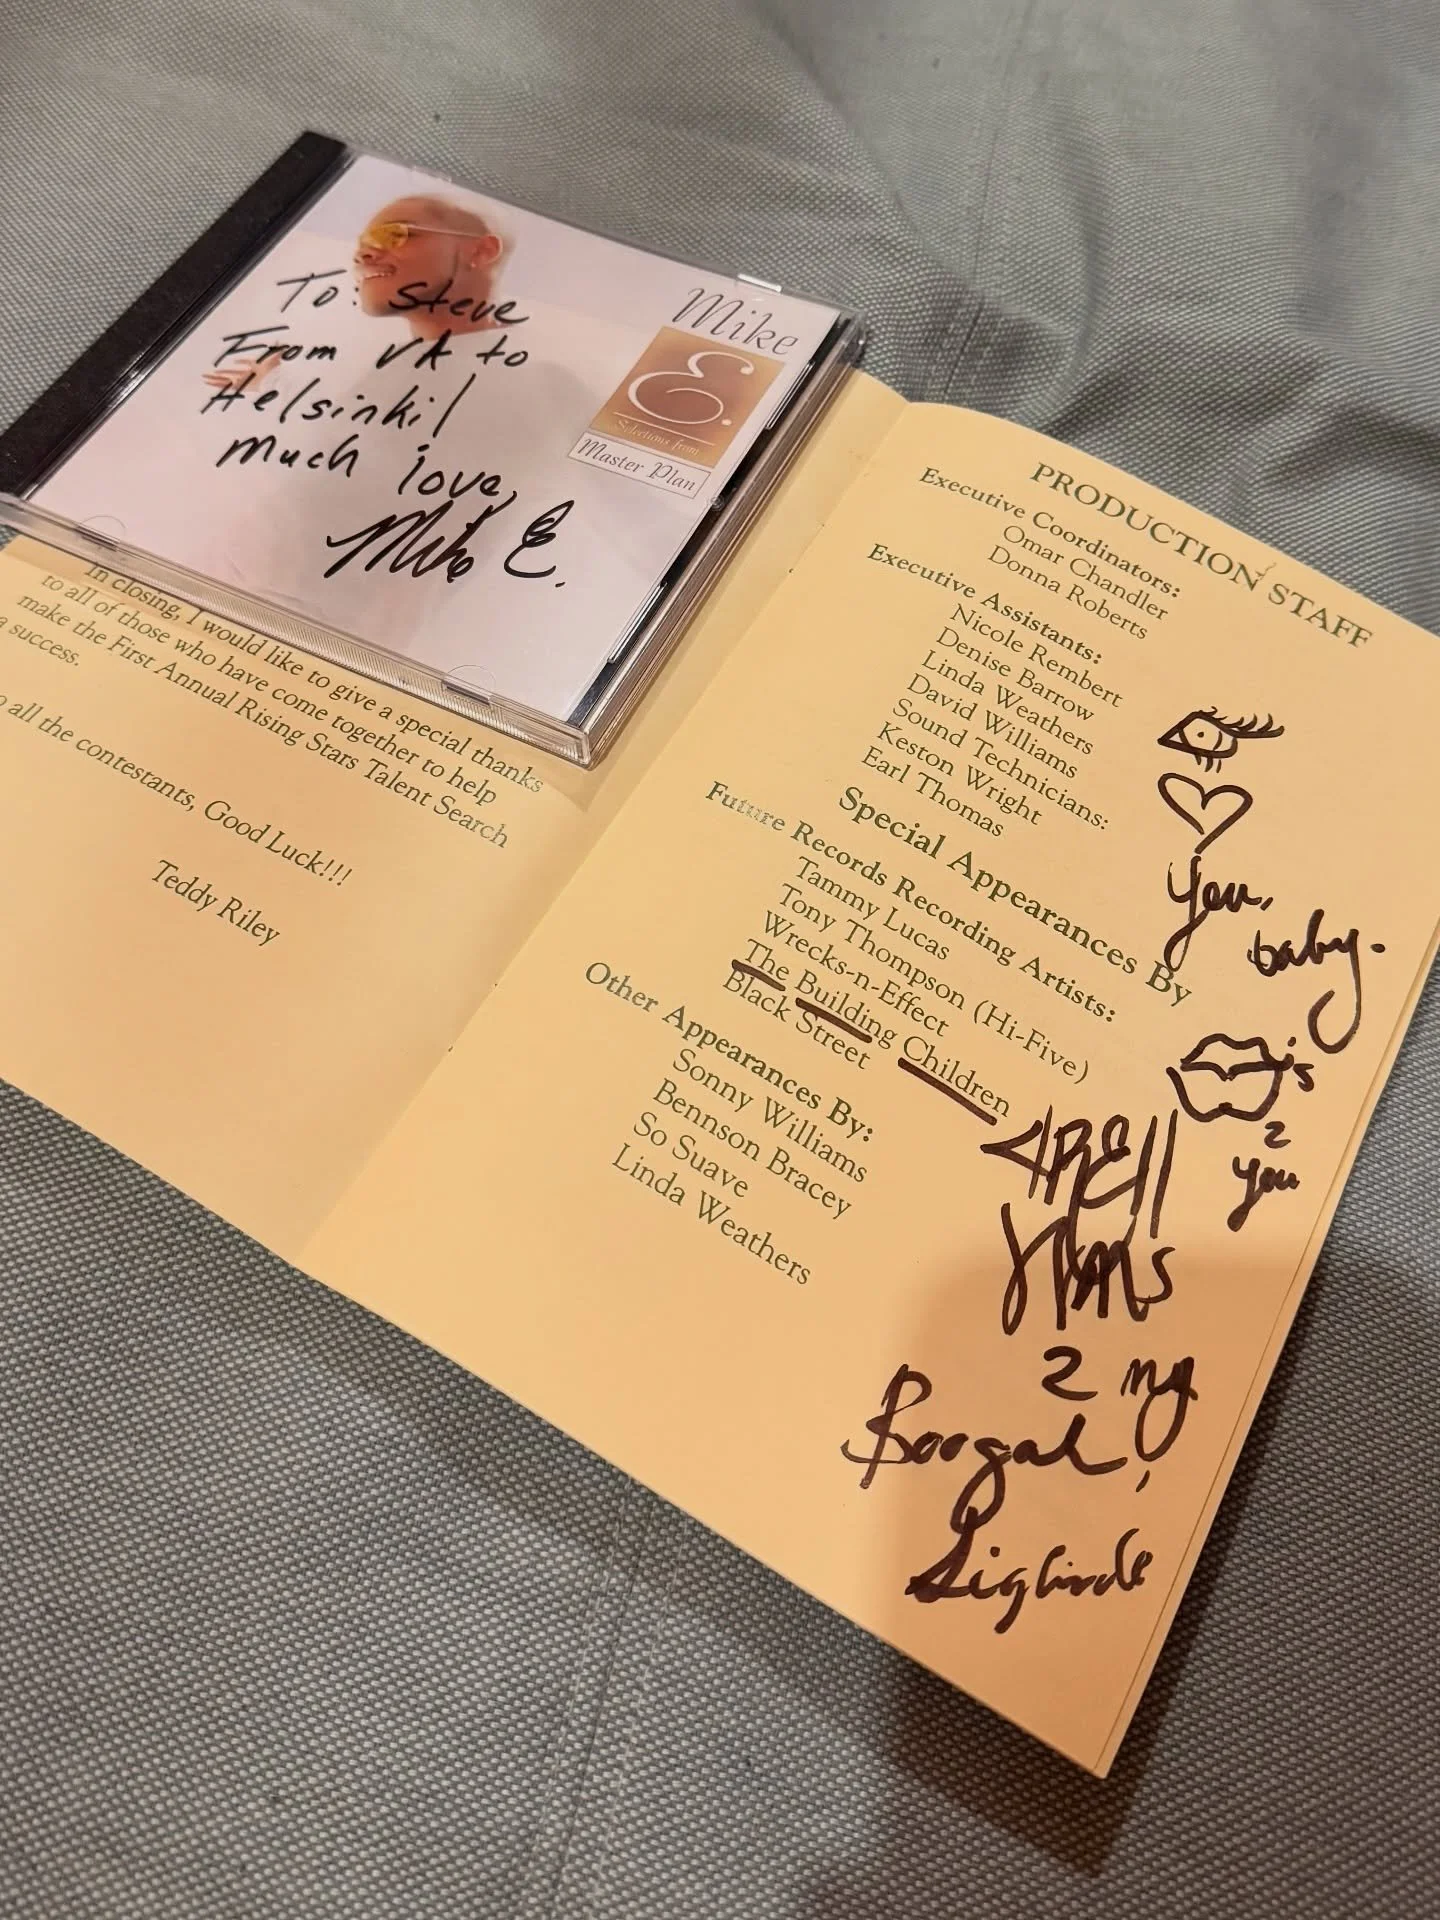 To: Steve
From VA to
Helsinki!
Much love,
Mike E.
Mike
E.
Selections from
Master Plan
In closing, I would like to give a special thanks
to all of those who have come together to help
make the First Annual Rising Stars Talent Search
a success.
all the contestants, Good Luck!!!
Teddy Riley
PRODUCTION STAFF
Executive Coordinators:
Omar Chandler
Donna Roberts
Executive Assistants:
Nicole Rembert
Denise Barrow
Linda Weathers
David Williams
Sound Technicians:
Keston Wright
Earl Thomas
Special Appearances By
Future Records Recording Artists:
Tammy Lucas
Tony Thompson (Hi-Five)
Wrecks-n-Effect
The Building Children
Black Street
Other Appearances By:
Sonny Williams
Bennson Bracey
So Suave
Linda Weathers
you,
baby.
's
2
you
2 my